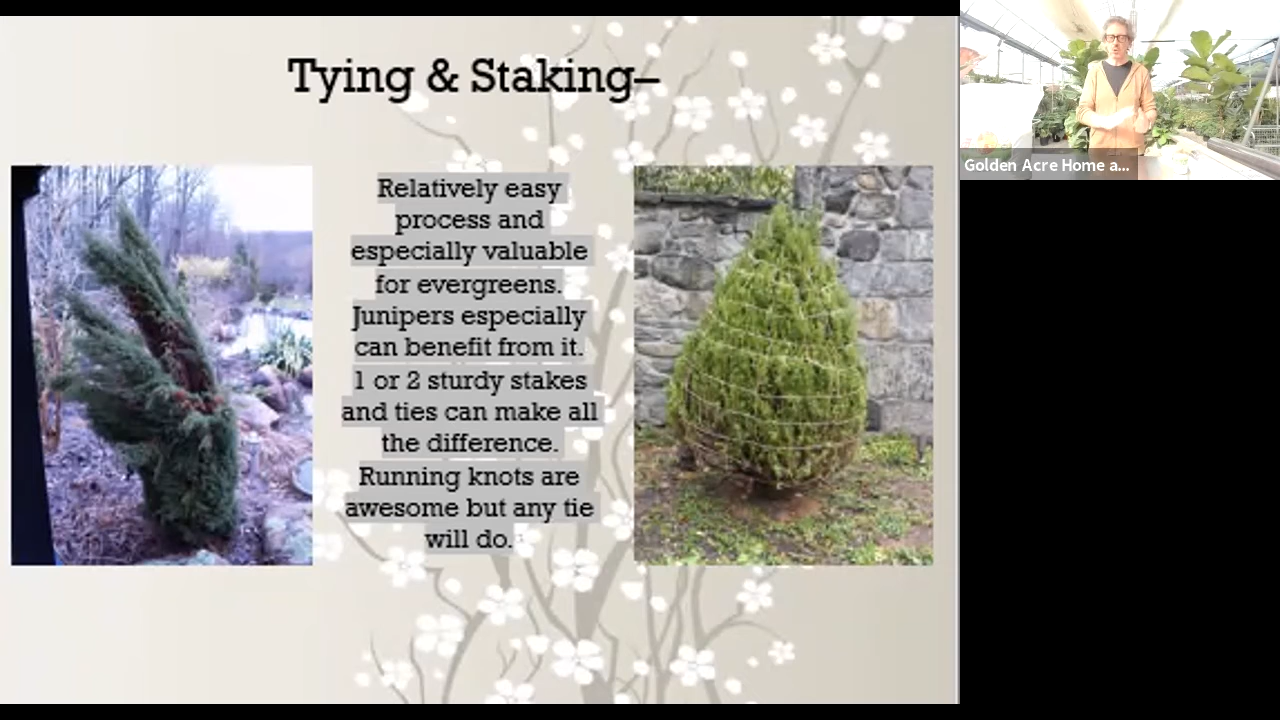 Tying & Staking–
Relatively easy
process and
especially valuable
for evergreens.
Junipers especially
can benefit from it.
1 or 2 sturdy stakes
and ties can make all
the difference.
Running knots are
awesome but any tie
will do.
Golden Acre Home a...